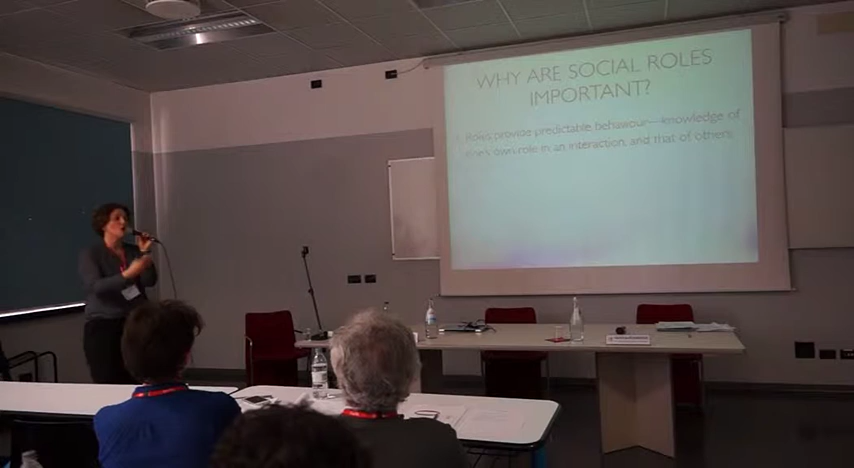 WHY ARE SOCIAL ROLES
IMPORTANT?
Roles provide predictable behaviour—knowledge of
one's own role in an interaction, and that of others.